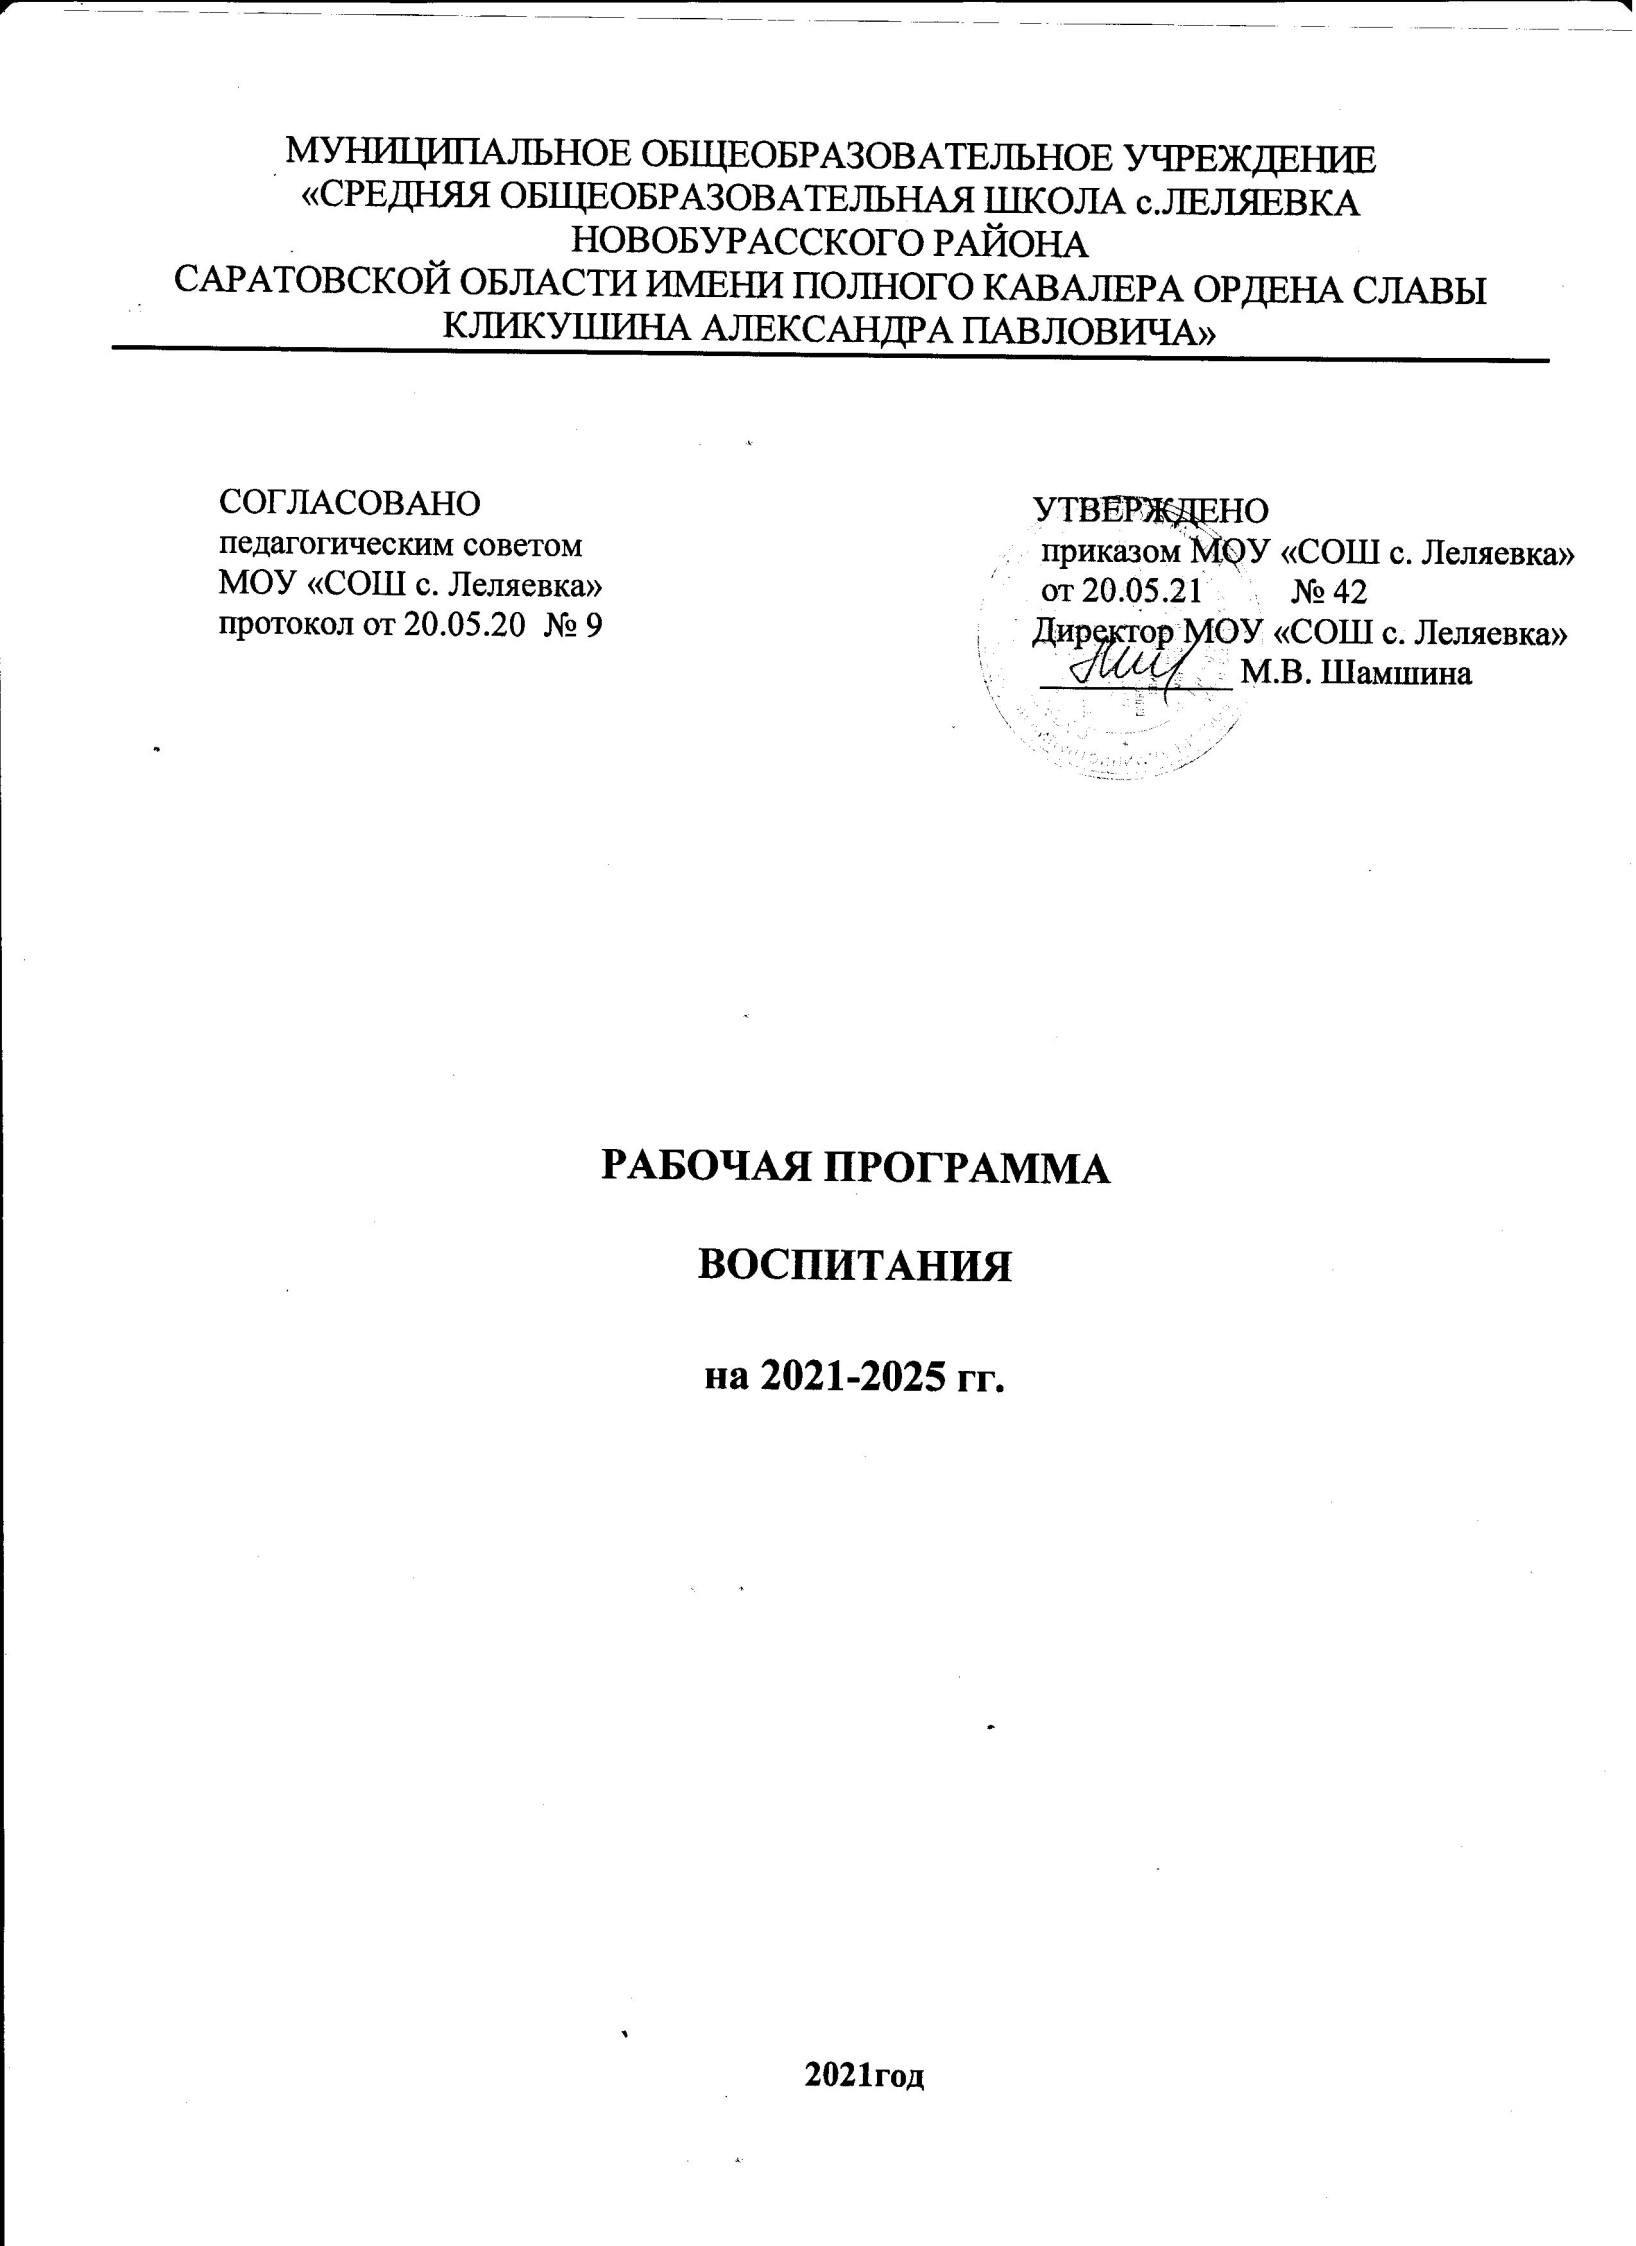 МУНИЦИПАЛЬНОЕ ОБЩЕОБРАЗОВАТЕЛЬНОЕ УЧРЕЖДЕНИЕ
«СРЕДНЯЯ ОБЩЕОБРАЗОВАТЕЛЬНАЯ ШКОЛА с.ЛЕЛЯЕВКА
НОВОБУРАССКОГО РАЙОНА
САРАТОВСКОЙ ОБЛАСТИ ИМЕНИ ПОЛНОГО КАВАЛЕРА ОРДЕНА СЛАВЫ
КЛИКУШИНА АЛЕКСАНДРА ПАВЛОВИЧА»
СОГЛАСОВАНО
педагогическим советом
МОУ «СОШ с. Леляевка»
протокол от 20.05.20 № 9
УТВЕРЖДЕНО
приказом МОУ «СОШ с. Леляевка»
от 20.05.21 № 42
Директор МОУ «СОШ с. Леляевка»
М.В. Шамшина
РАБОЧАЯ ПРОГРАММА
ВОСПИТАНИЯ
на 2021-2025 гг.
2021год